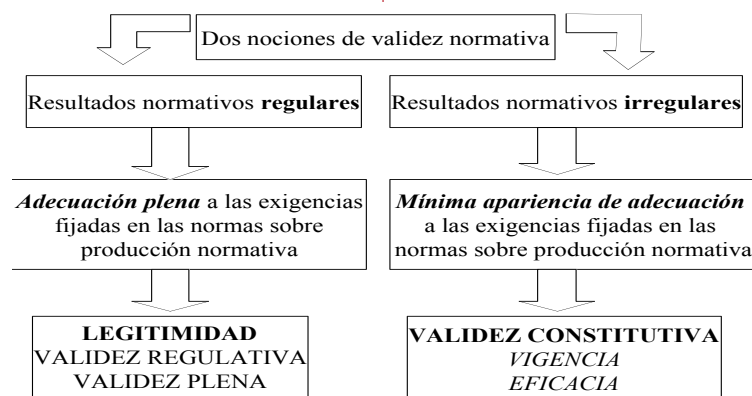 Dos nociones de validez normativa
Resultados normativos regulares
Resultados normativos irregulares
Adecuación plena a las exigencias
fijadas en las normas sobre
producción normativa
Mínima apariencia de adecuación
a las exigencias fijadas en las
normas sobre producción normativa
LEGITIMIDAD
VALIDEZ REGULATIVA
VALIDEZ PLENA
VALIDEZ CONSTITUTIVA
VIGENCIA
EFICACIA